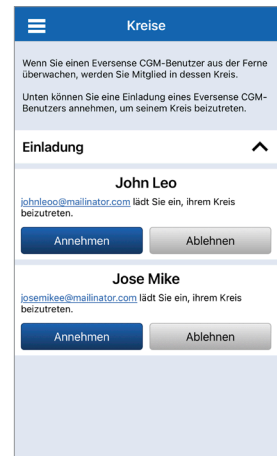 Kreise
Wenn Sie einen Eversense CGM-Benutzer aus der Ferne
überwachen, werden Sie Mitglied in dessen Kreis.
Unten können Sie eine Einladung eines Eversense CGM-
Benutzers annehmen, um seinem Kreis beizutreten.
Einladung
John Leo
johnleoo@mailinator.com lädt Sie ein, ihrem Kreis
beizutreten.
Annehmen Ablehnen
Jose Mike
josemikee@mailinator.com lädt Sie ein, ihrem Kreis
beizutreten.
Annehmen Ablehnen